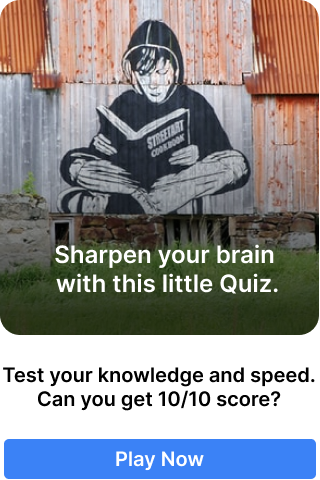 STREETART
COOKBOOK
Sharpen your brain
with this little Quiz.
Test your knowledge and speed.
Can you get 10/10 score?
Play Now